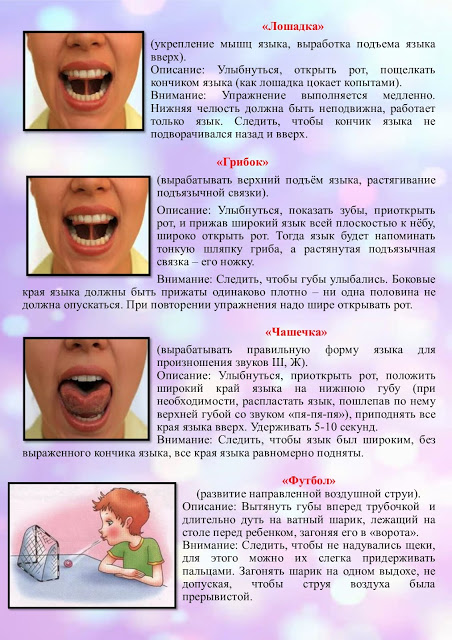 «Лошадка»
(укрепление мышц языка, выработка подъема языка
вверх).
Описание: Улыбнуться, открыть рот, пощелкать
кончиком языка (как лошадка цокает копытами).
Внимание: Упражнение выполняется медленно.
Нижняя челюсть должна быть неподвижна, работает
только язык. Следить, чтобы кончик языка не
подворачивался назад и вверх.
«Грибок»
(вырабатывать верхний подъём языка, растягивание
подъязычной связки).
Описание: Улыбнуться, показать зубы, приоткрыть
рот, и прижав широкий язык всей плоскостью к нёбу,
широко открыть рот. Тогда язык будет напоминать
тонкую шляпку гриба, а растянутая подъязычная
связка – его ножку.
Внимание: Следить, чтобы губы улыбались. Боковые
края языка должны быть прижаты одинаково плотно – ни одна половина не
должна опускаться. При повторении упражнения надо шире открывать рот.
«Чашечка»
(вырабатывать правильную форму языка для
произношения звуков Ш, Ж).
Описание: Улыбнуться, приоткрыть рот, положить
широкий край языка на нижнюю губу (при
необходимости, распластать язык, пошлепав по нему
верхней губой со звуком «пя-пя-пя»), приподнять все
края языка вверх. Удерживать 5-10 секунд.
Внимание: Следить, чтобы язык был широким, без
выраженного кончика языка, все края языка равномерно подняты.
«Футбол»
(развитие направленной воздушной струи).
Описание: Вытянуть губы вперед трубочкой и
длительно дуть на ватный шарик, лежащий на
столе перед ребенком, загоняя его в «ворота».
Внимание: Следить, чтобы не надувались щеки,
для этого можно их слегка придерживать
пальцами. Загонять шарик на одном выдохе, не
допуская, чтобы струя воздуха была
прерывистой.